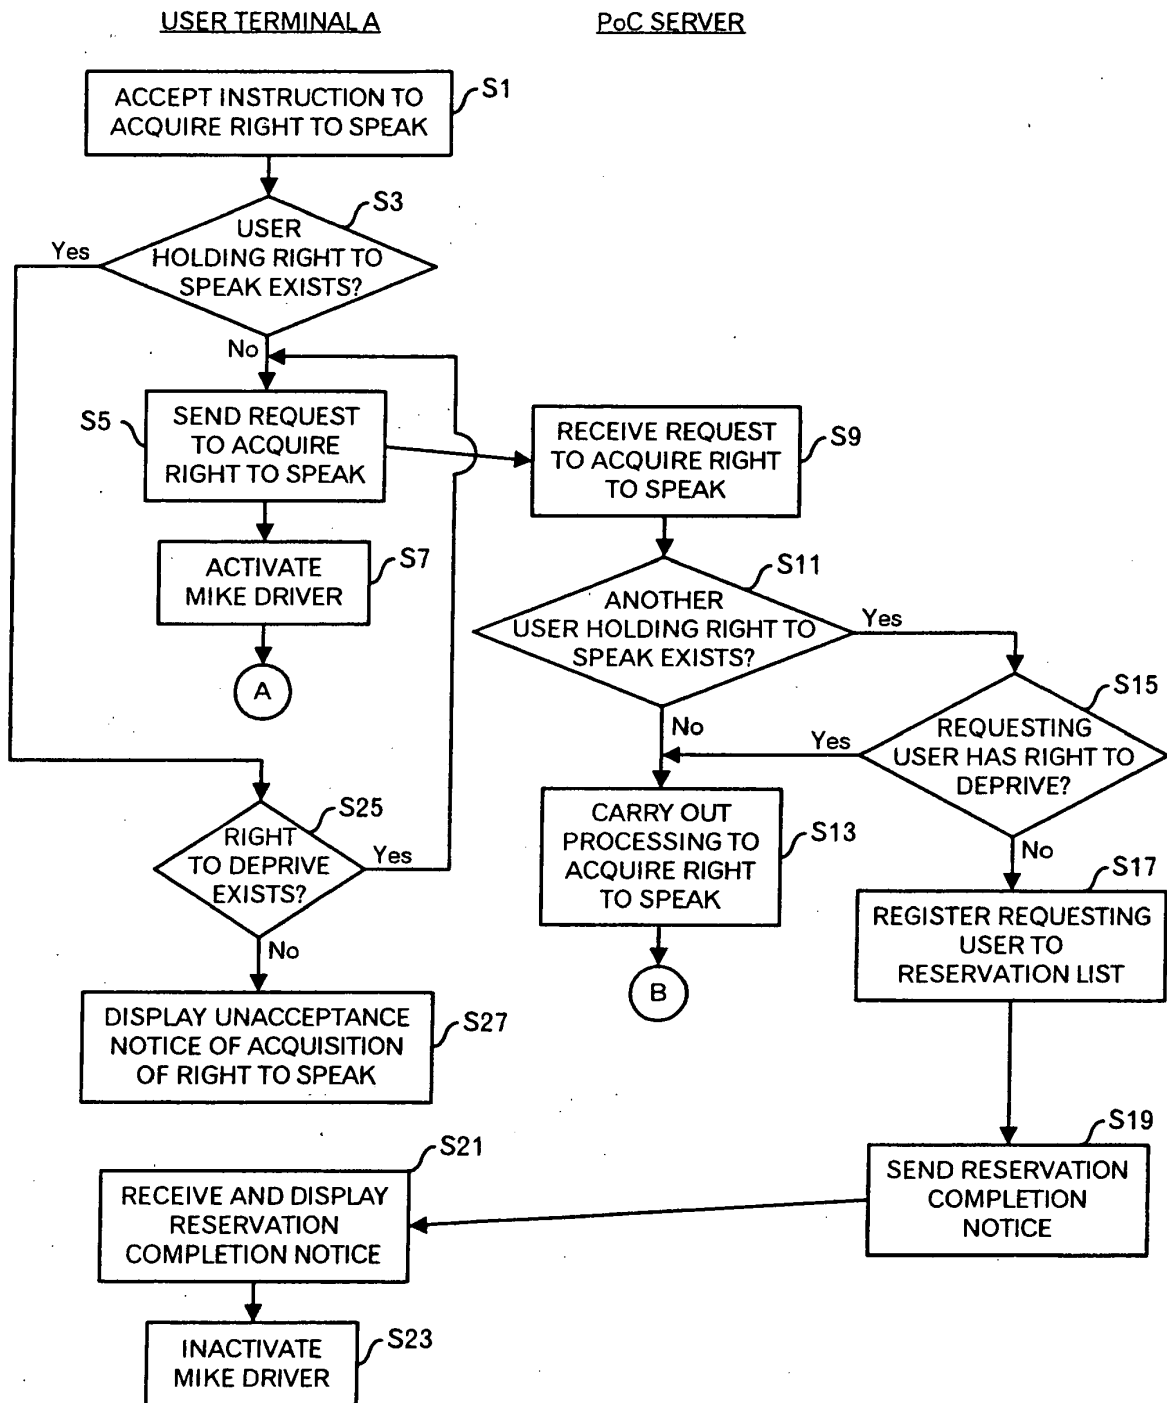 USER TERMINAL A
PoC SERVER
ACCEPT INSTRUCTION TO
ACQUIRE RIGHT TO SPEAK
S1
USER
HOLDING RIGHT TO
SPEAK EXISTS?
S3
Yes
No
SEND REQUEST
TO ACQUIRE
RIGHT TO SPEAK
S5
RECEIVE REQUEST
TO ACQUIRE RIGHT
TO SPEAK
S9
ACTIVATE
MIKE DRIVER
S7
A
ANOTHER
USER HOLDING RIGHT TO
SPEAK EXISTS?
S11
Yes
No
REQUESTING
USER HAS RIGHT TO
DEPRIVE?
S15
Yes
No
CARRY OUT
PROCESSING TO
ACQUIRE RIGHT
TO SPEAK
S13
B
RIGHT
TO DEPRIVE
EXISTS?
S25
Yes
No
REGISTER REQUESTING
USER TO
RESERVATION LIST
S17
DISPLAY UNACCEPTANCE
NOTICE OF ACQUISITION
OF RIGHT TO SPEAK
S27
SEND RESERVATION
COMPLETION
NOTICE
S19
RECEIVE AND DISPLAY
RESERVATION
COMPLETION NOTICE
S21
INACTIVATE
MIKE DRIVER
S23